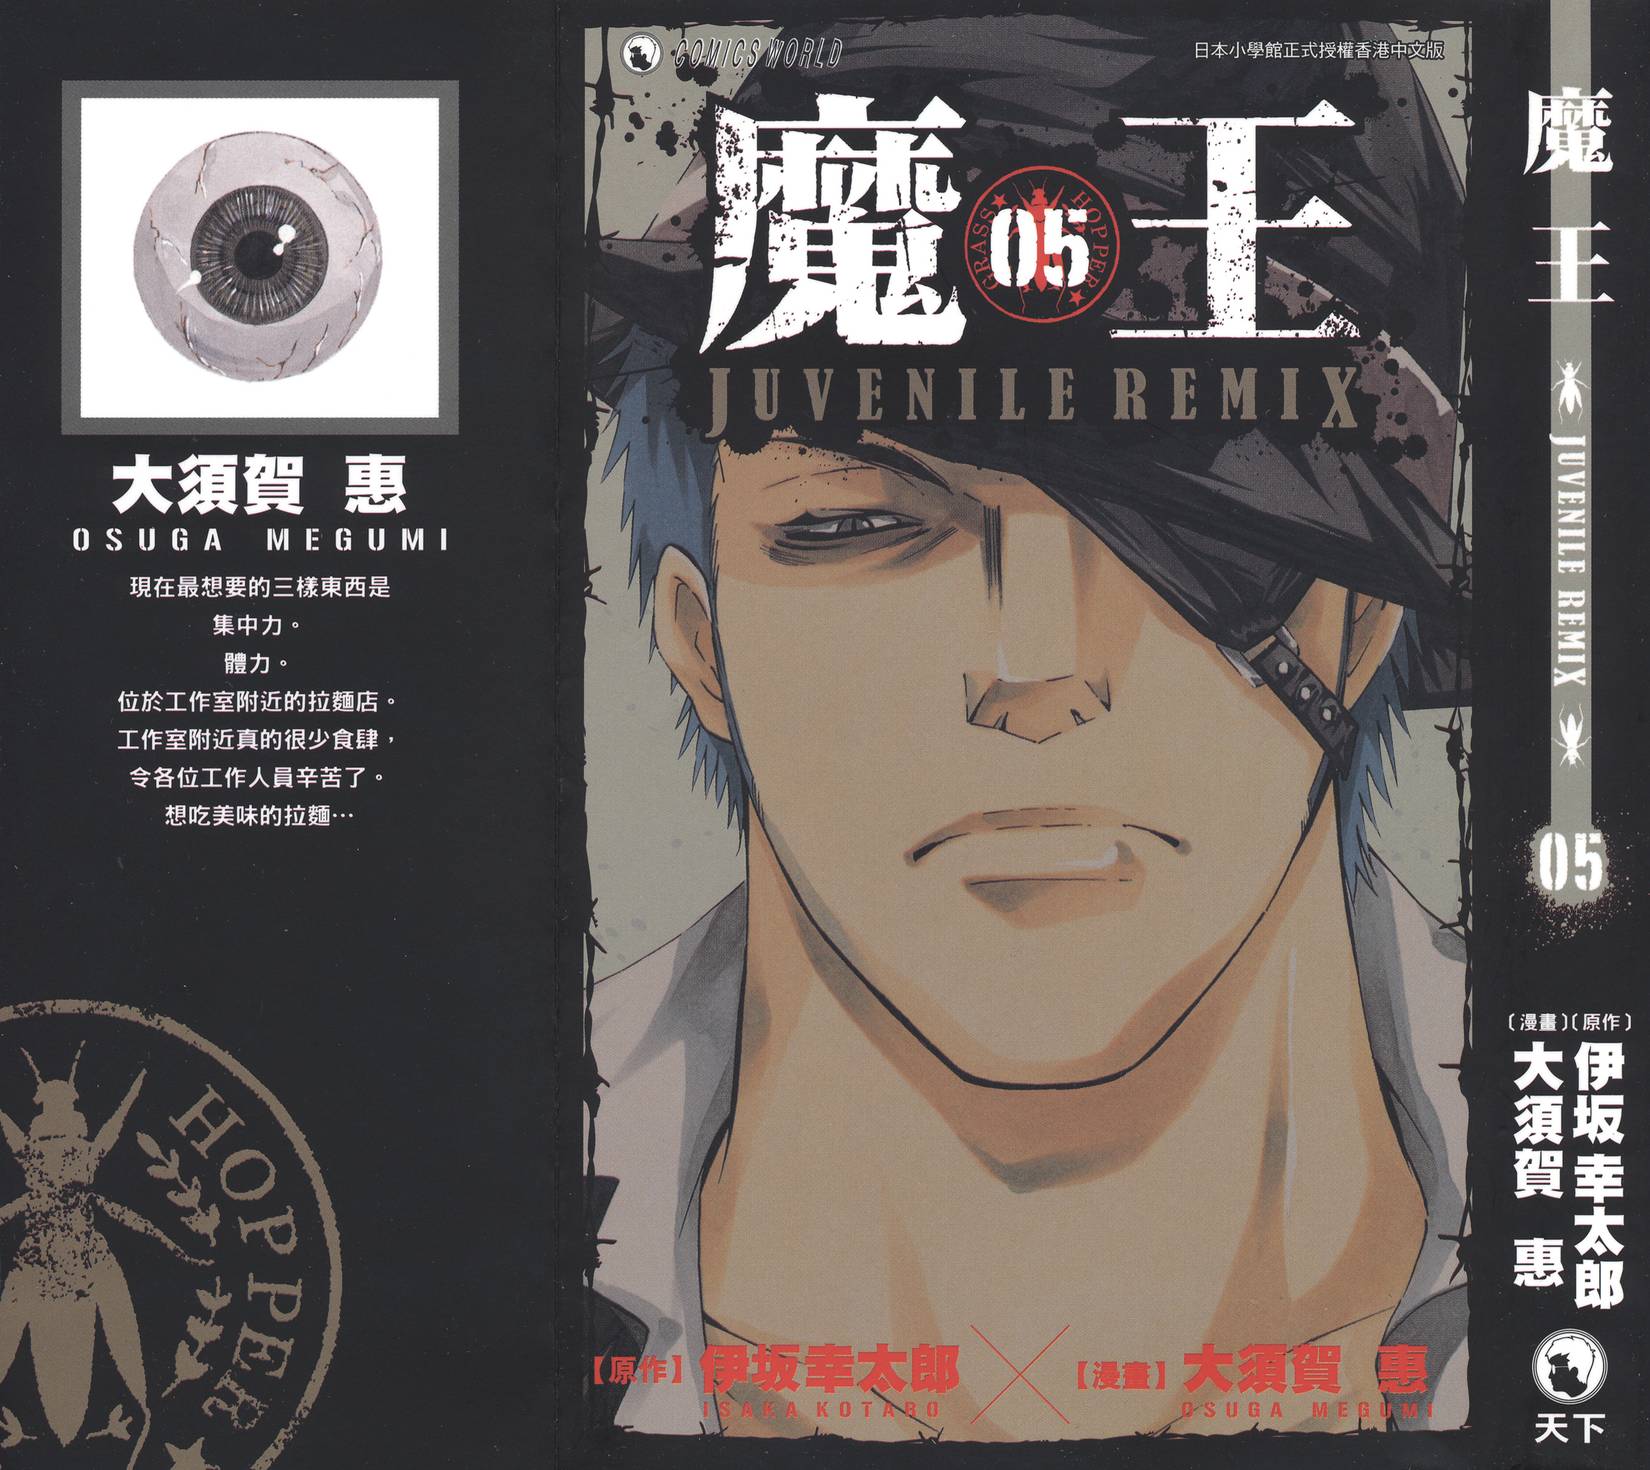 大須賀 惠
OSUGA MEGUMI
現在最想要的三樣東西是
集中力。
體力。
位於工作室附近的拉麵店。
工作室附近真的很少食肆，
令各位工作人員辛苦了。
想吃美味的拉麵…
HOPPER
COMICS WORLD
日本小學館正式授權香港中文版
魔王
GRASS HOPPER
05
JUVENILE REMIX
【原作】伊坂幸太郎
ISAKA KOTARO
【漫畫】大須賀 惠
OSUGA MEGUMI
魔王
JUVENILE REMIX
05
〔原作〕
伊坂幸太郎
〔漫畫〕
大須賀 惠
天下